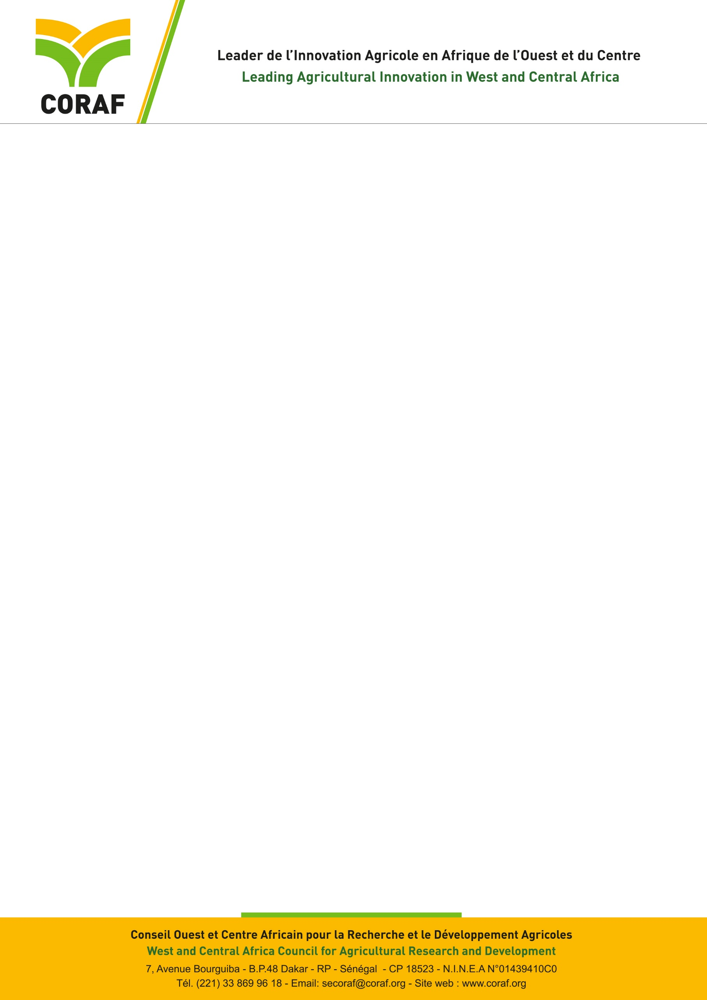 CORAF
Leader de l’Innovation Agricole en Afrique de l’Ouest et du Centre
Leading Agricultural Innovation in West and Central Africa
Conseil Ouest et Centre Africain pour la Recherche et le Développement Agricoles
West and Central Africa Council for Agricultural Research and Development
7, Avenue Bourguiba - B.P.48 Dakar - RP - Sénégal - CP 18523 - N.I.N.E.A N°01439410C0
Tél. (221) 33 869 96 18 - Email: secoraf@coraf.org - Site web : www.coraf.org